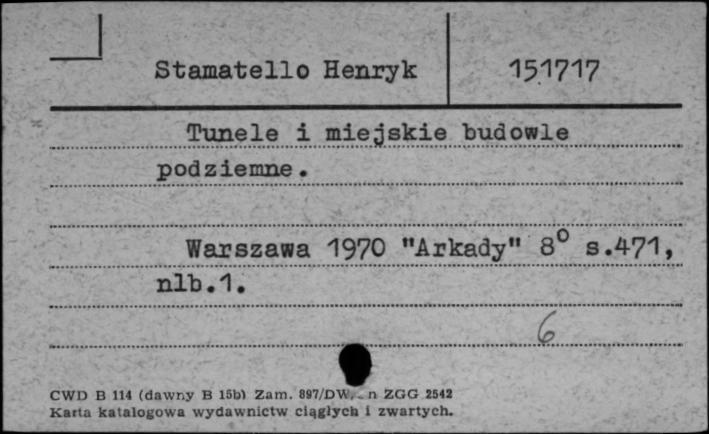 Stamatello Henryk 151717
Tunele i miejskie budowle
podziemne.
Warszawa 1970 "Arkady" 8° s.471,
nlb.1.
6
CWD B 114 (dawny B 15b) Zam. 897/DW. n ZGG 2542
Karta katalogowa wydawnictw ciągłych i zwartych.